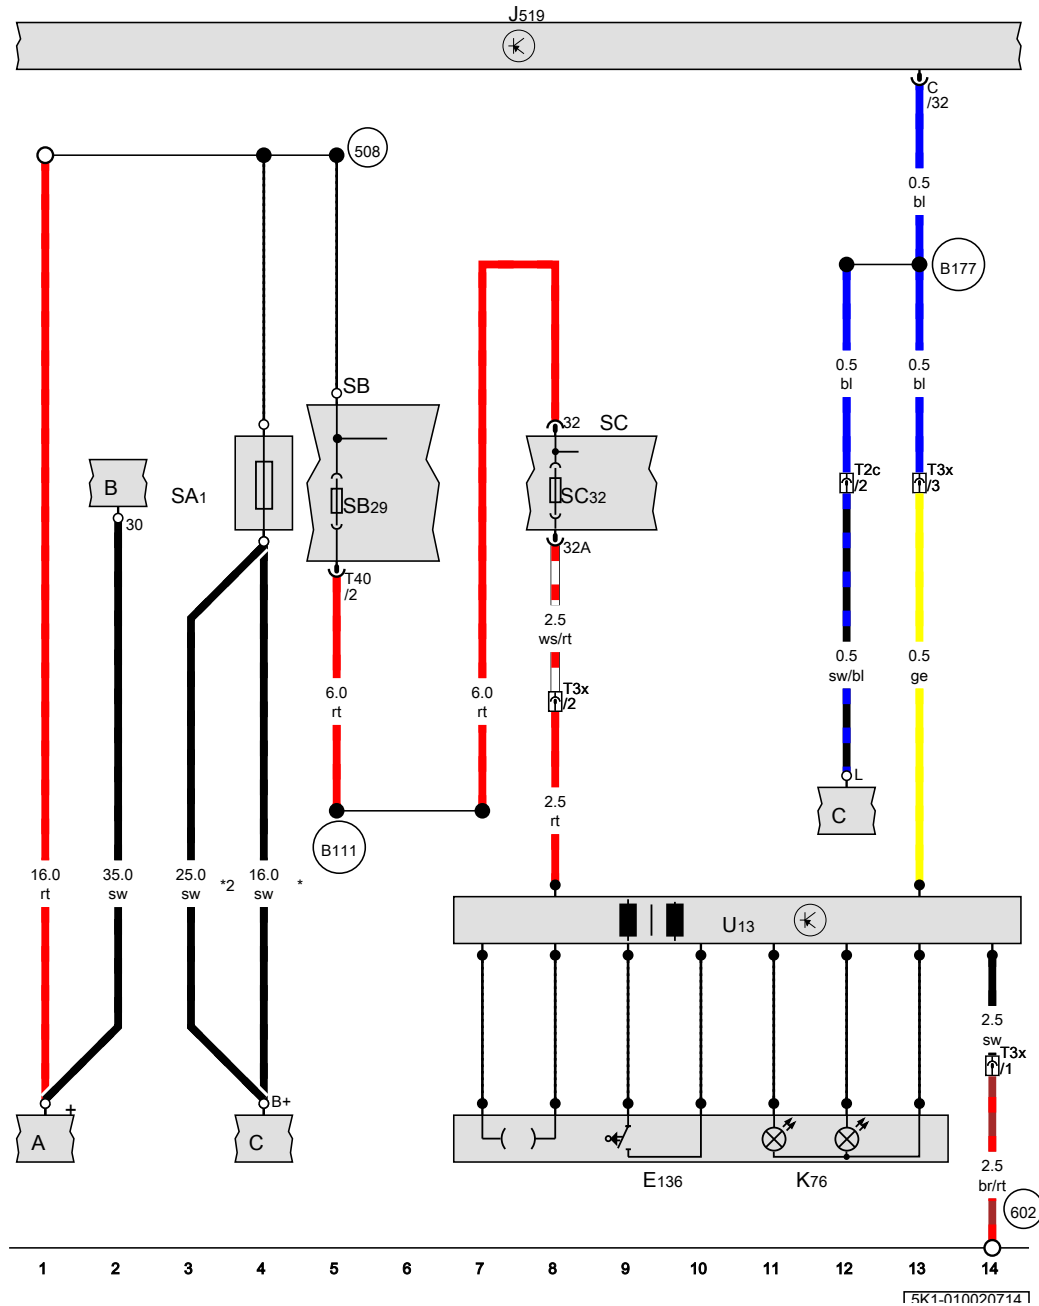 J519
C
/32
508
0.5
bl
B177
0.5
bl
0.5
bl
SB
32
SC
T2c
/2
T3x
/3
B
SA1
SB29
SC32
30
32A
T40
/2
2.5
ws/rt
0.5
sw/bl
0.5
ge
6.0
rt
6.0
rt
T3x
/2
L
2.5
rt
C
B111
16.0
rt
35.0
sw
25.0
sw
*2
16.0
sw
*
U13
2.5
sw
T3x
/1
+
B+
A
C
E136
K76
2.5
br/rt
602
1 2 3 4 5 6 7 8 9 10 11 12 13 14
5K1-010020714